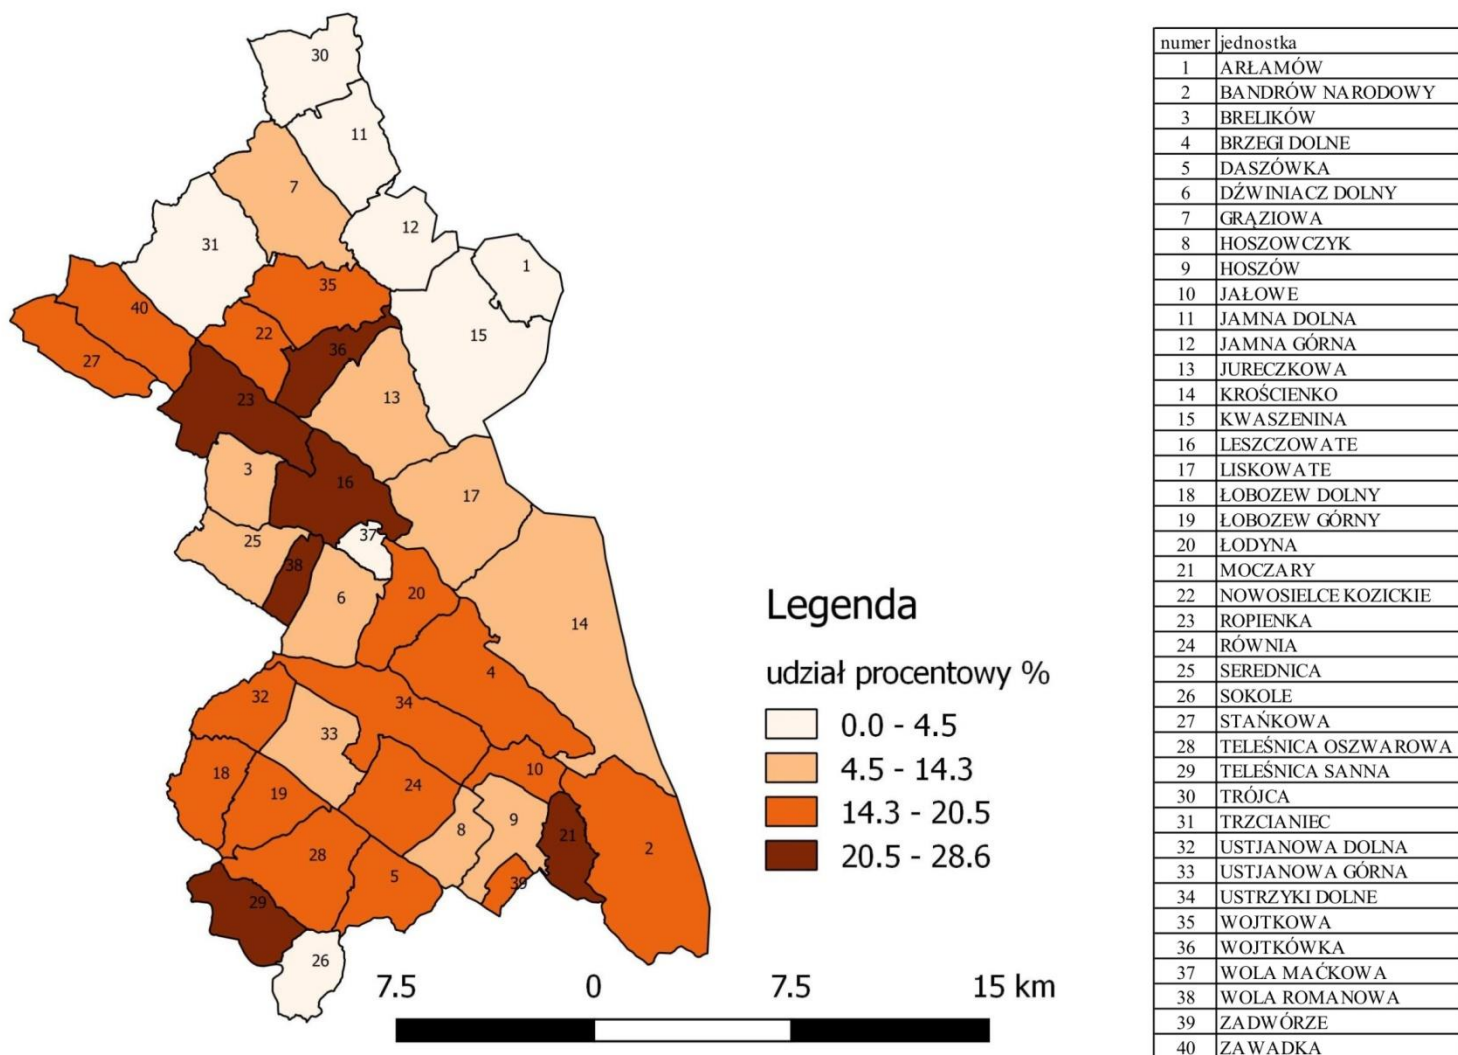 30
11
7
12
31
1
35
40
15
22
36
27
13
23
3
16
17
37
25
38
6
20
14
4
32
34
33
10
18
24
19
9
8
21
2
28
5
39
29
26
Legenda
udział procentowy %
0.0 - 4.5
4.5 - 14.3
14.3 - 20.5
20.5 - 28.6
7.5 0 7.5 15 km
numer jednostka
1 ARŁAMÓW
2 BANDRÓW NARODOWY
3 BRELIKÓW
4 BRZEGI DOLNE
5 DASZÓWKA
6 DŹWINIACZ DOLNY
7 GRĄZIOWA
8 HOSZOWCZYK
9 HOSZÓW
10 JAŁOWE
11 JAMNA DOLNA
12 JAMNA GÓRNA
13 JURECZKOWA
14 KROŚCIENKO
15 KWASZENINA
16 LESZCZOWATE
17 LISKOWATE
18 ŁOBOZEW DOLNY
19 ŁOBOZEW GÓRNY
20 ŁODYNA
21 MOCZARY
22 NOWOSIELCE KOZICKIE
23 ROPIENKA
24 RÓWNIA
25 SEREDNICA
26 SOKOLE
27 STAŃKOWA
28 TELEŚNICA OSZWAROWA
29 TELEŚNICA SANNA
30 TRÓJCA
31 TRZCIANIEC
32 USTJANOWA DOLNA
33 USTJANOWA GÓRNA
34 USTRZYKI DOLNE
35 WOJTKOWA
36 WOJTKÓWKA
37 WOLA MAĆKOWA
38 WOLA ROMANOWA
39 ZADWÓRZE
40 ZAWADKA